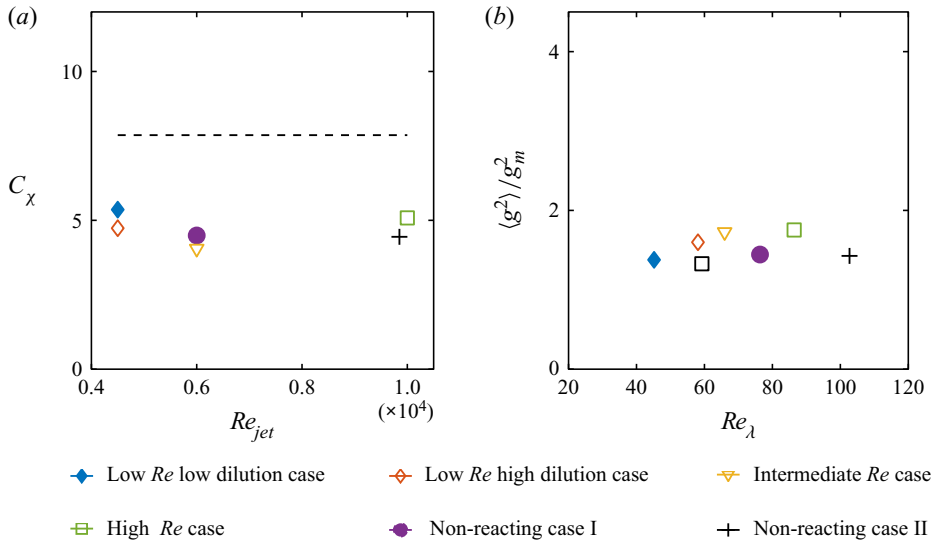 (a)
(b)
10
5
0
C_χ
0.4
0.6
0.8
1.0
(×10⁴)
Re_jet
4
2
0
⟨g²⟩/g²_m
20
40
60
80
100
120
Re_λ
Low Re low dilution case
Low Re high dilution case
Intermediate Re case
High Re case
Non-reacting case I
Non-reacting case II